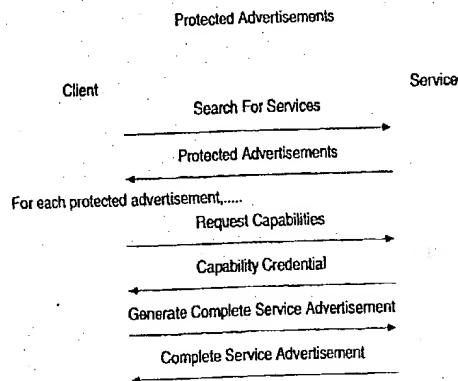 Protected Advertisements
Client
Service
Search For Services
Protected Advertisements
For each protected advertisement,.....
Request Capabilities
Capability Credential
Generate Complete Service Advertisement
Complete Service Advertisement